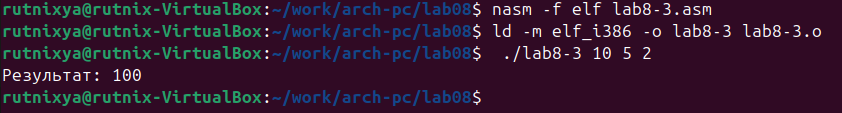 rutnixya@rutnix-VirtualBox:~/work/arch-pc/lab08$ nasm -f elf lab8-3.asm
rutnixya@rutnix-VirtualBox:~/work/arch-pc/lab08$ ld -m elf_i386 -o lab8-3 lab8-3.o
rutnixya@rutnix-VirtualBox:~/work/arch-pc/lab08$  ./lab8-3 10 5 2
Результат: 100
rutnixya@rutnix-VirtualBox:~/work/arch-pc/lab08$